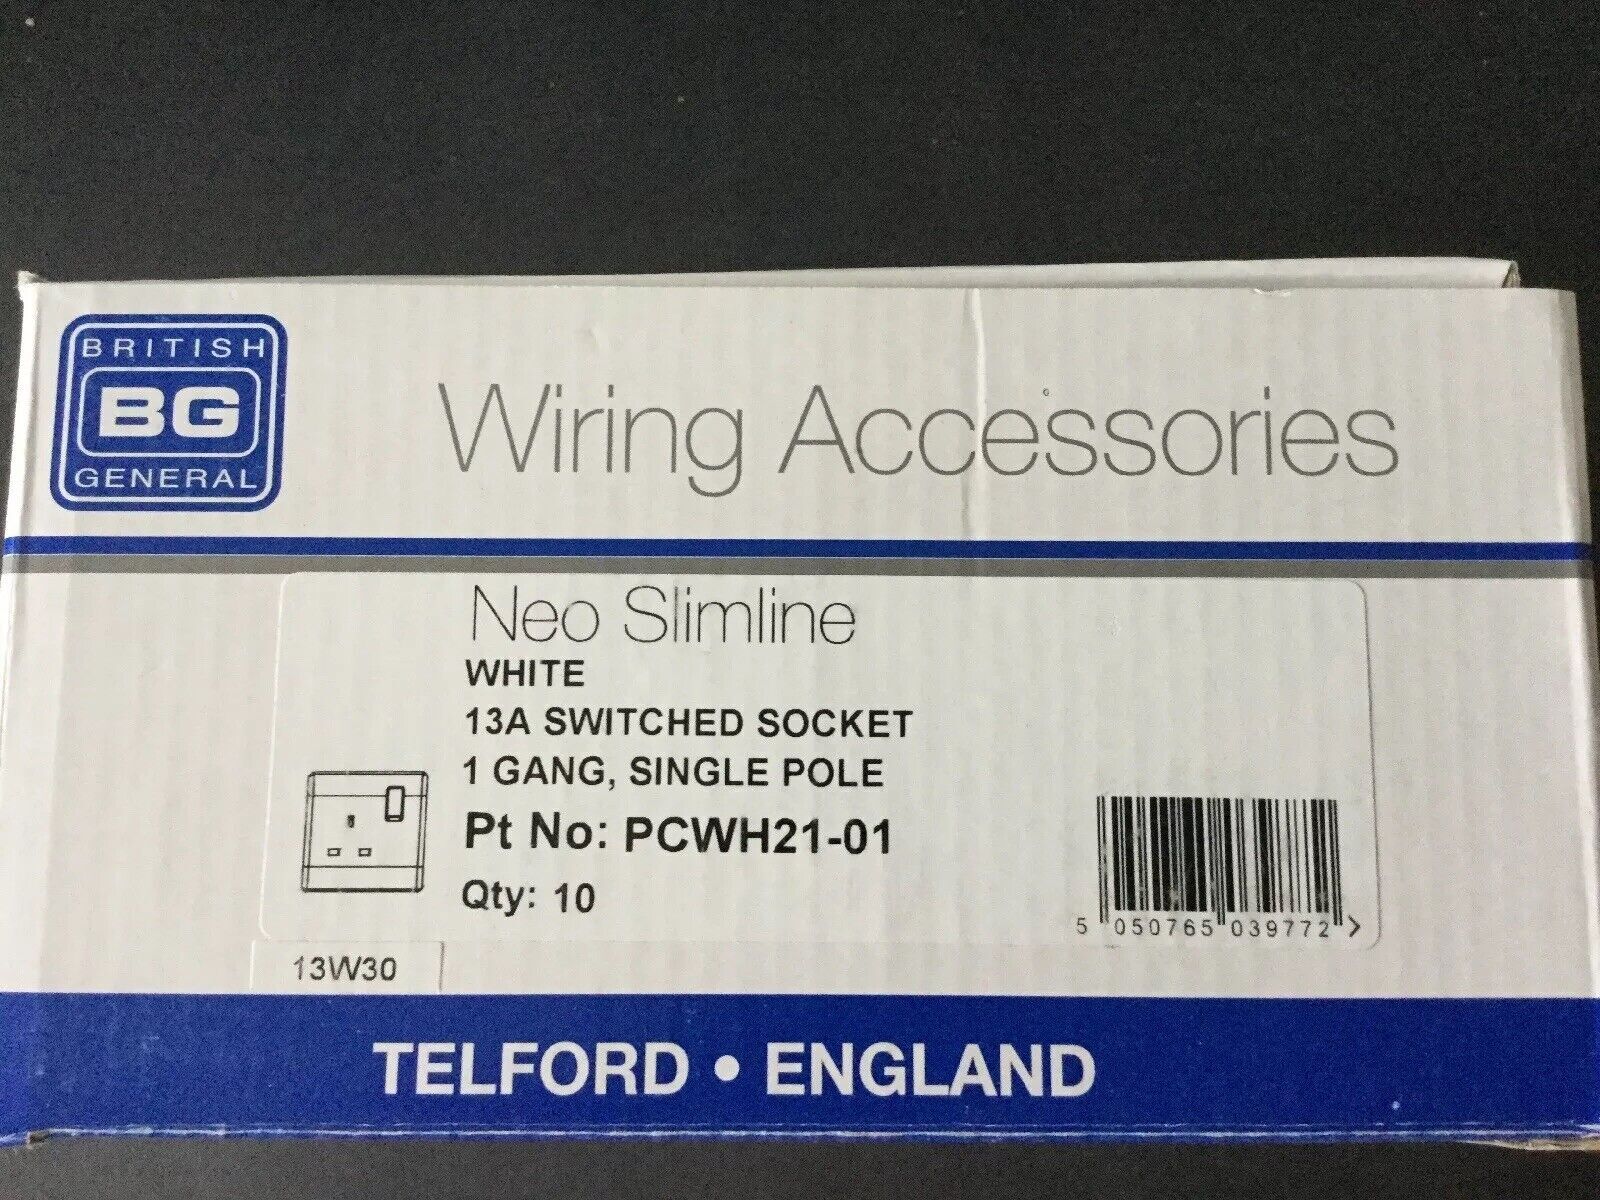 BRITISH
BG
GENERAL
Wiring Accessories
Neo Slimline
WHITE
13A SWITCHED SOCKET
1 GANG, SINGLE POLE
Pt No: PCWH21-01
Qty: 10
5 050765 039772 >
13W30
TELFORD • ENGLAND